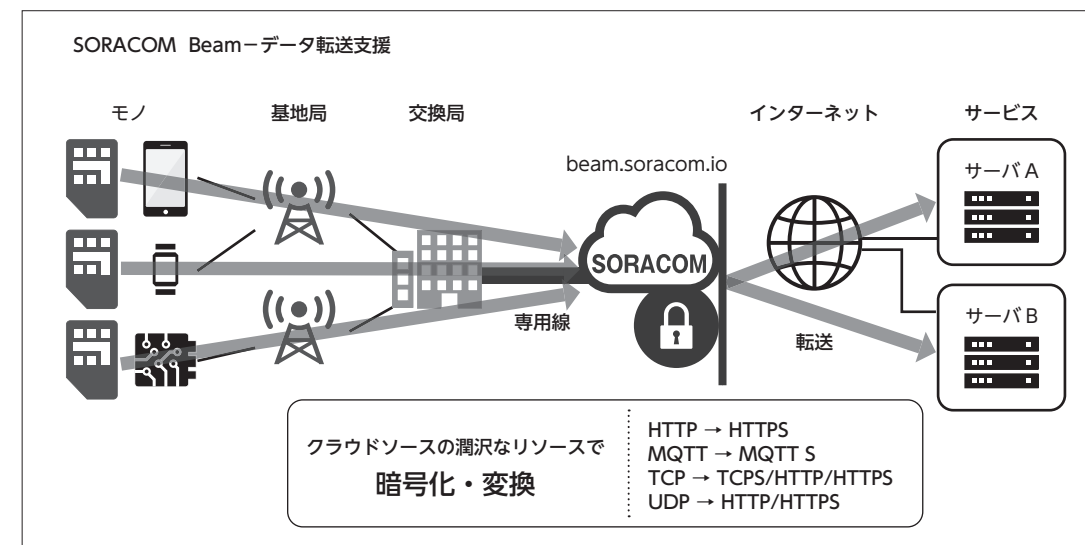 SORACOM Beam－データ転送支援
モノ
基地局
交換局
インターネット
サービス
beam.soracom.io
サーバ A
SORACOM
専用線
転送
サーバ B
クラウドソースの潤沢なリソースで
暗号化・変換
HTTP → HTTPS
MQTT → MQTT S
TCP → TCPS/HTTP/HTTPS
UDP → HTTP/HTTPS